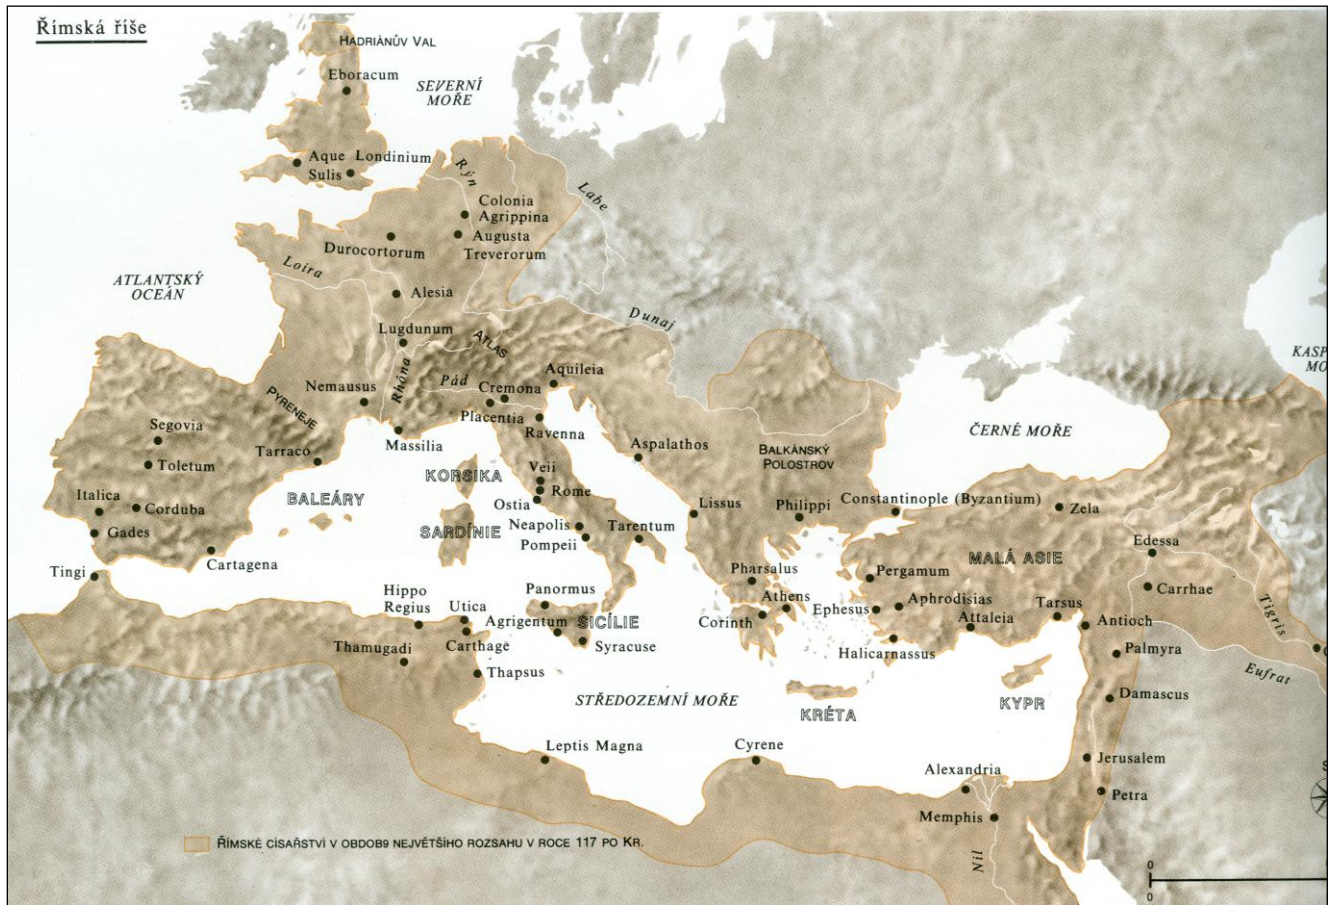 Římská říše
HADRIÁNŮV VAL
Eboracum
SEVERNÍ
MOŘE
Aque
Sulis
Londinium
Rýn
Labe
Colonia
Agrippina
Augusta
Treverorum
Durocortorum
Loira
ATLANTSKÝ
OCEÁN
Alesia
Dunaj
Lugdunum
ATLAS
Rhóna
Pád
Aquileia
Cremona
Nemausus
PYRENEJE
Placentia
Ravenna
Massilia
KASP
MO
Segovia
Toletum
Tarraco
Aspalathos
BALKÁNSKÝ
POLOSTROV
ČERNÉ MOŘE
Veii
Rome
Ostia
KORSIKA
BALEÁRY
Italica
Corduba
Gades
SARDÍNIE
Neapolis
Pompeii
Tarentum
Lissus
Philippi
Constantinople (Byzantium)
Zela
Edessa
MALÁ ASIE
Cartagena
Tingi
Pharsalus
Pergamum
Carrhae
Hippo
Regius
Utica
Panormus
Agrigentum
SICÍLIE
Athens
Corinth
Ephesus
Aphrodisias
Attaleia
Tarsus
Antioch
Tigris
Thamugadi
Carthage
Syracuse
Halicarnassus
Palmyra
Eufrat
Thapsus
STŘEDOZEMNÍ MOŘE
KRÉTA
KYPR
Damascus
Leptis Magna
Cyrene
Alexandria
Jerusalem
Petra
Memphis
Nil
ŘÍMSKÉ CÍSAŘSTVÍ V OBDOB9 NEJVĚTŠÍHO ROZSAHU V ROCE 117 PO KR.
S
0
0